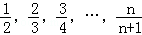 1/2, 2/3, 3/4, …, n/n+1